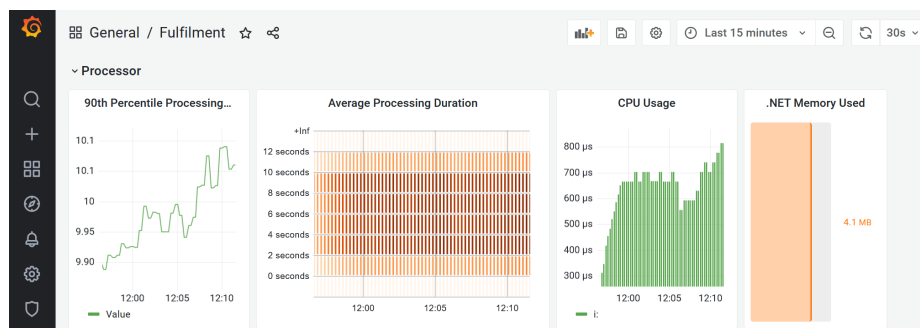 General / Fulfilment
Last 15 minutes
30s
Processor
90th Percentile Processing...
10.1
10.1
10
9.95
9.90
12:00 12:05 12:10
Value
Average Processing Duration
+Inf
12 seconds
10 seconds
8 seconds
6 seconds
4 seconds
2 seconds
0 seconds
12:00 12:05 12:10
CPU Usage
800 µs
700 µs
600 µs
500 µs
400 µs
300 µs
12:00 12:05 12:10
i:
.NET Memory Used
4.1 MB